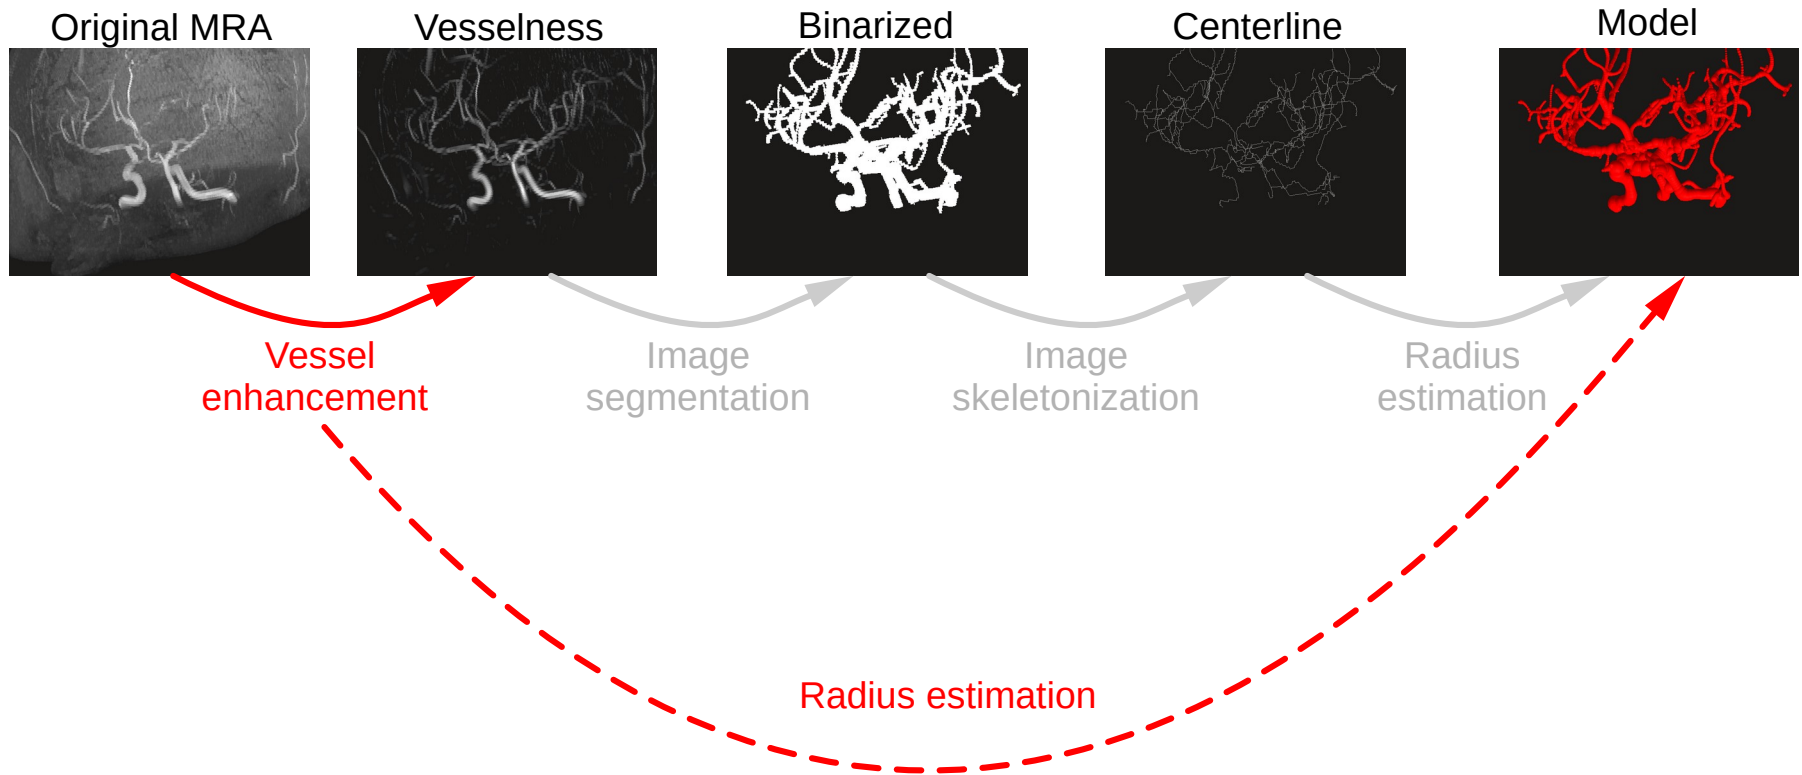 Original MRA
Vesselness
Binarized
Centerline
Model
Vessel
enhancement
Image
segmentation
Image
skeletonization
Radius
estimation
Radius estimation